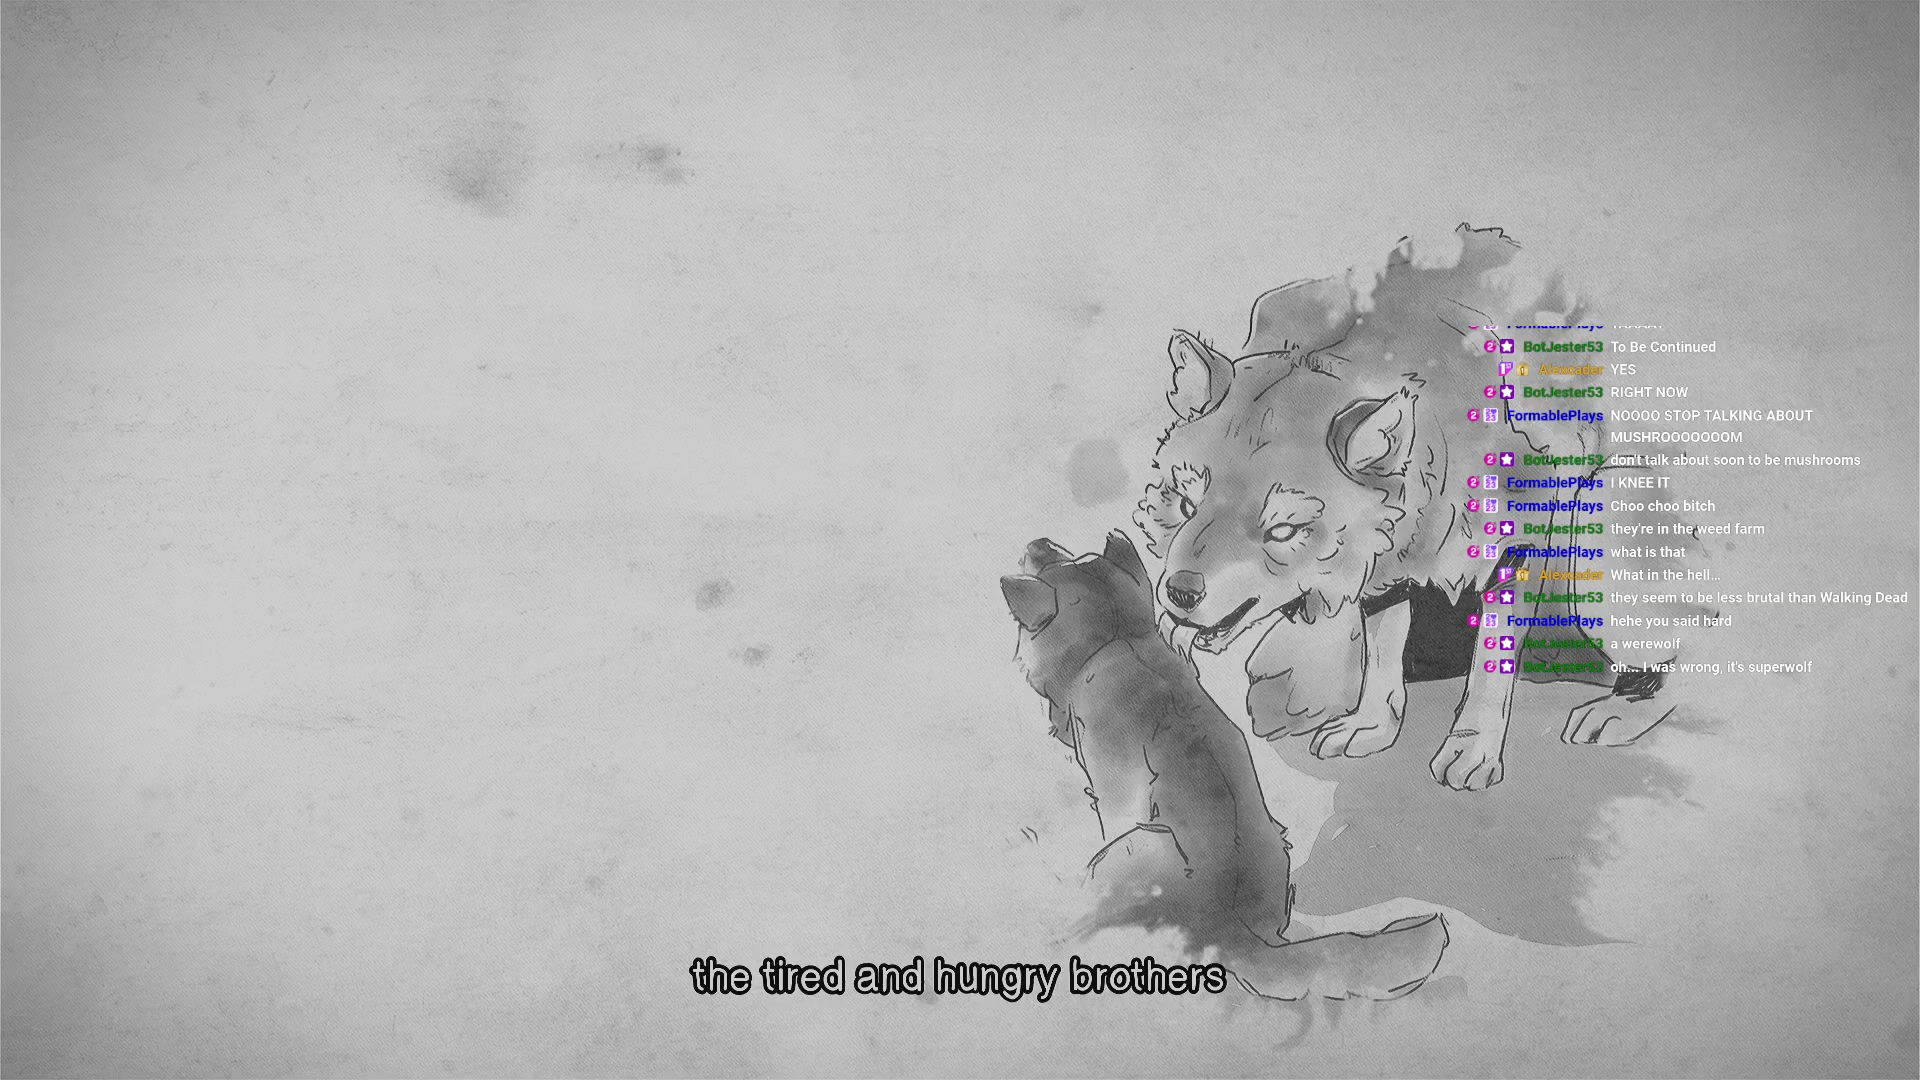 BotJester53 To Be Continued
Alexcader YES
BotJester53 RIGHT NOW
FormablePlays NOOOO STOP TALKING ABOUT
MUSHROOOOOOM
BotJester53 don't talk about soon to be mushrooms
FormablePlays I KNEE IT
FormablePlays Choo choo bitch
BotJester53 they're in the weed farm
FormablePlays what is that
Alexcader What in the hell...
BotJester53 they seem to be less brutal than Walking Dead
FormablePlays hehe you said hard
BotJester53 a werewolf
BotJester53 oh... I was wrong, it's superwolf
the tired and hungry brothers